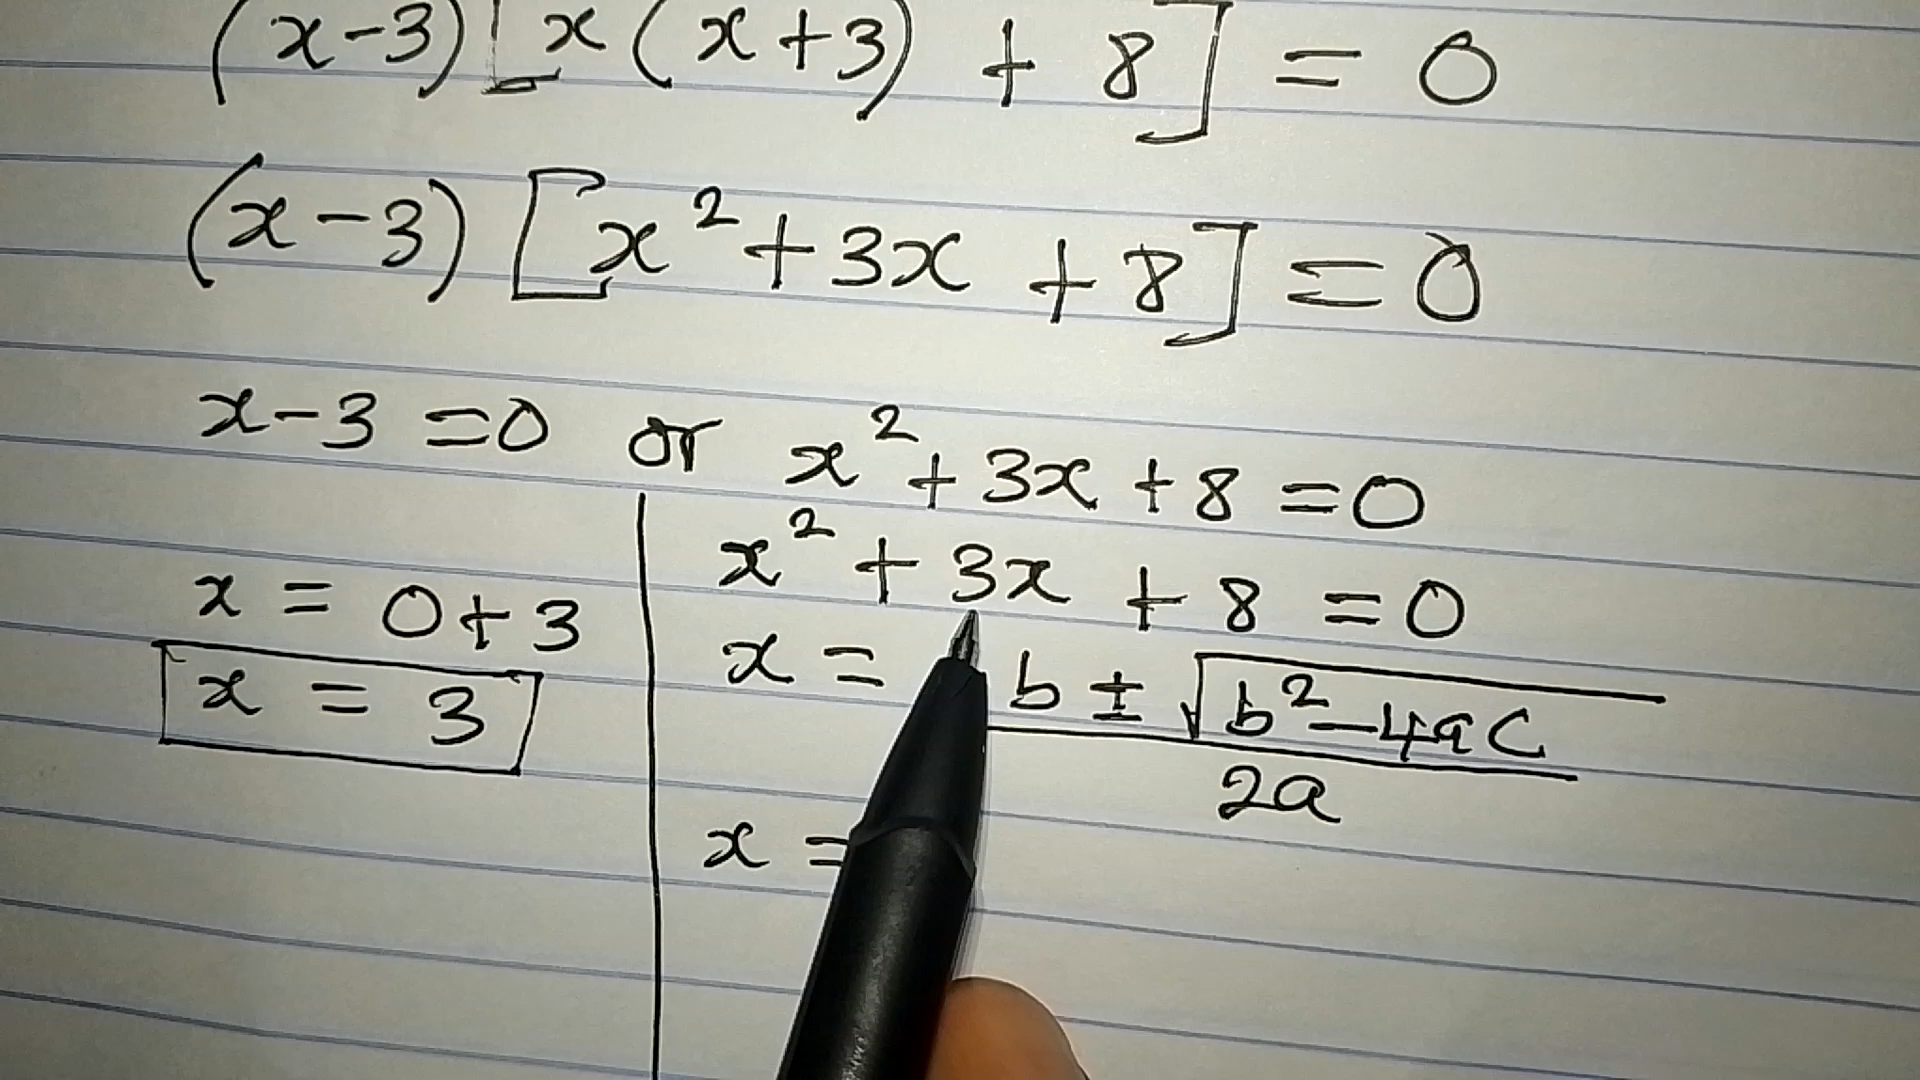 (x-3)[x(x+3) + 8] = 0
(x-3)[x²+3x +8] = 0
x-3 =0 or x²+3x+8=0
x² + 3x + 8 = 0
x = 0+3
x = b ± √b²-4ac
2a
x = 3
x =